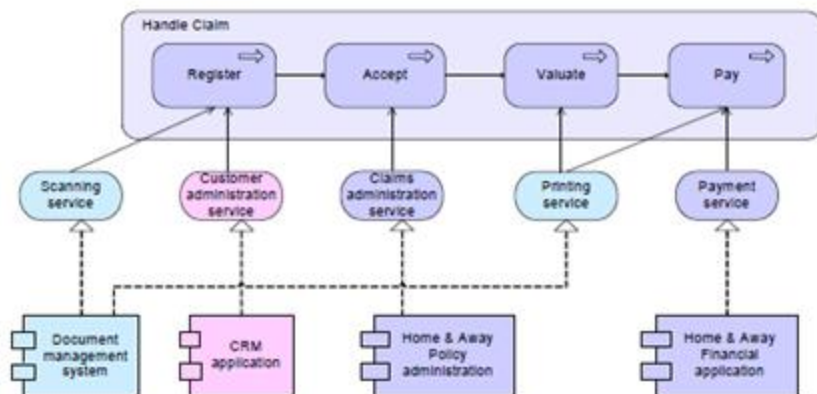 Handle Claim
Register
Accept
Valuate
Pay
Scanning
service
Customer
administration
service
Claims
administration
service
Printing
service
Payment
service
Document
management
system
CRM
application
Home & Away
Policy
administration
Home & Away
Financial
application